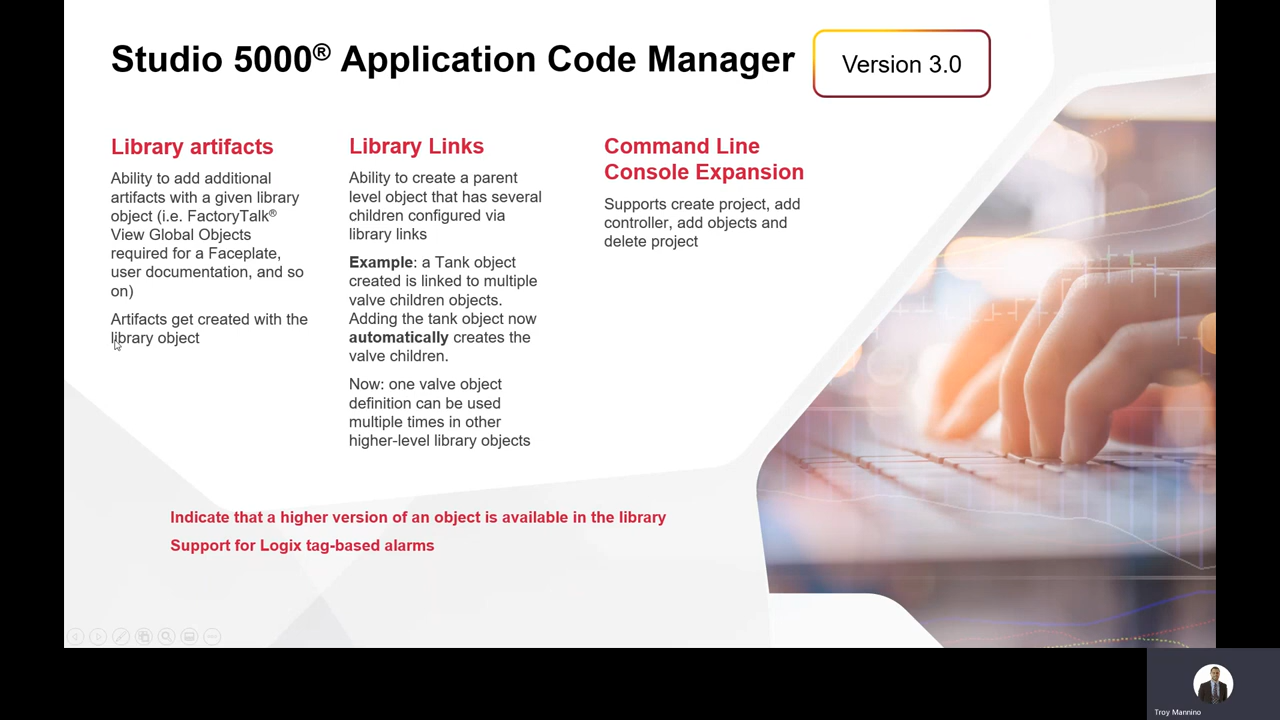 Studio 5000® Application Code Manager
Version 3.0
Library artifacts
Ability to add additional
artifacts with a given library
object (i.e. FactoryTalk®
View Global Objects
required for a Faceplate,
user documentation, and so
on)
Artifacts get created with the
library object
Library Links
Ability to create a parent
level object that has several
children configured via
library links
Example: a Tank object
created is linked to multiple
valve children objects.
Adding the tank object now
automatically creates the
valve children.
Now: one valve object
definition can be used
multiple times in other
higher-level library objects
Command Line
Console Expansion
Supports create project, add
controller, add objects and
delete project
Indicate that a higher version of an object is available in the library
Support for Logix tag-based alarms
Troy Mannino